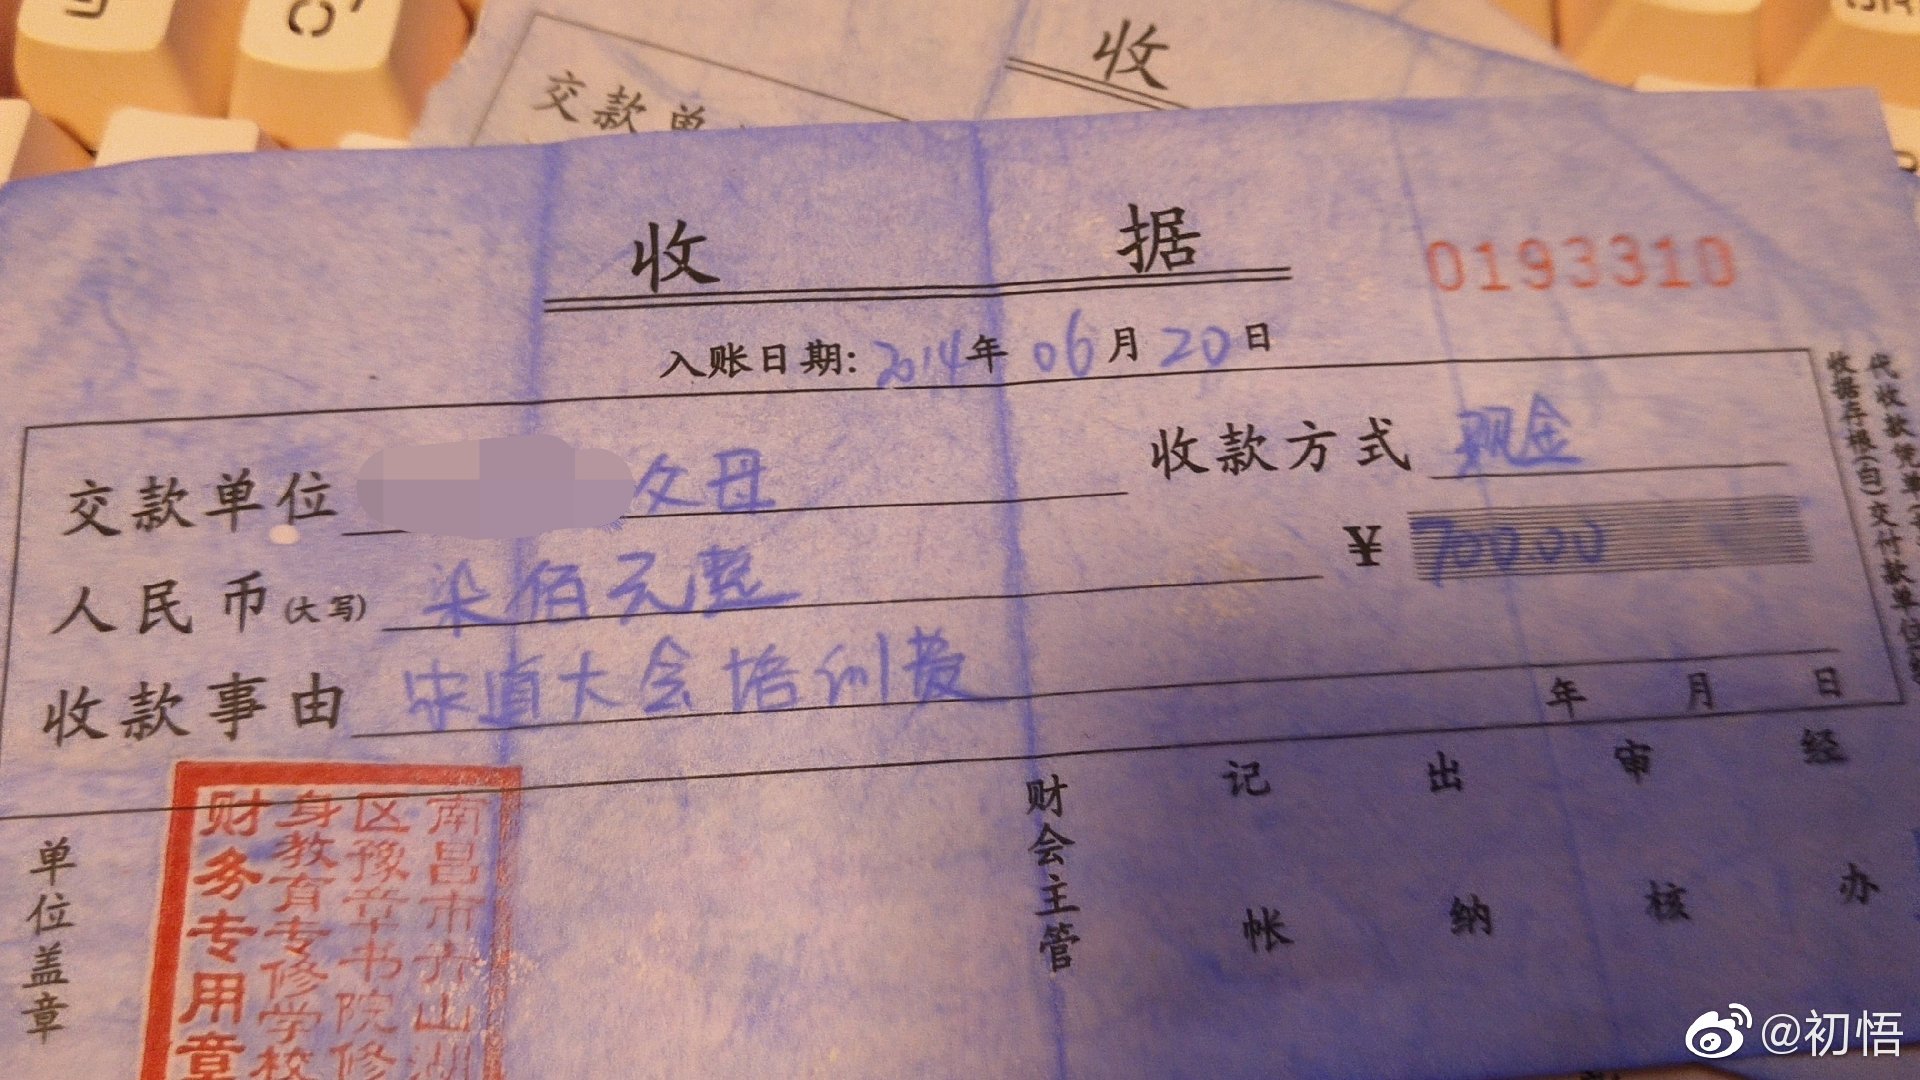 收
交款单
收 据
0193310
入账日期: 2014年 06月 20日
交款单位 父母 收款方式 现金
人民币(大写) 柒佰元整 ¥ 700.00
收款事由 宋道大会培训费
年 月 日
代收款凭单
收据存根(白)交付款单位
单位盖章
南昌市青山湖
区豫章书院修
身教育专修学校
财务专用章
财会主管 记帐 出纳 审核 经办
@初悟